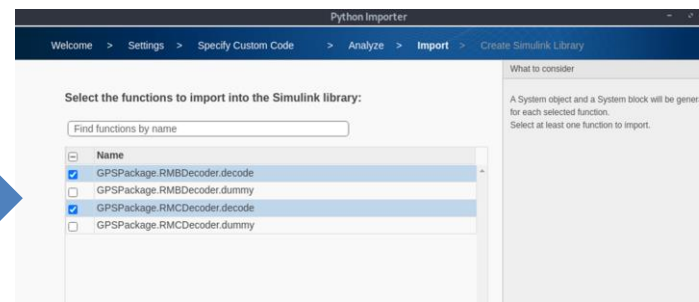 Python Importer
Welcome > Settings > Specify Custom Code > Analyze > Import > Create Simulink Library
What to consider
Select the functions to import into the Simulink library:
A System object and a System block will be gener
for each selected function.
Select at least one function to import.
Find functions by name
Name
GPSPackage.RMBDecoder.decode
GPSPackage.RMBDecoder.dummy
GPSPackage.RMCDecoder.decode
GPSPackage.RMCDecoder.dummy